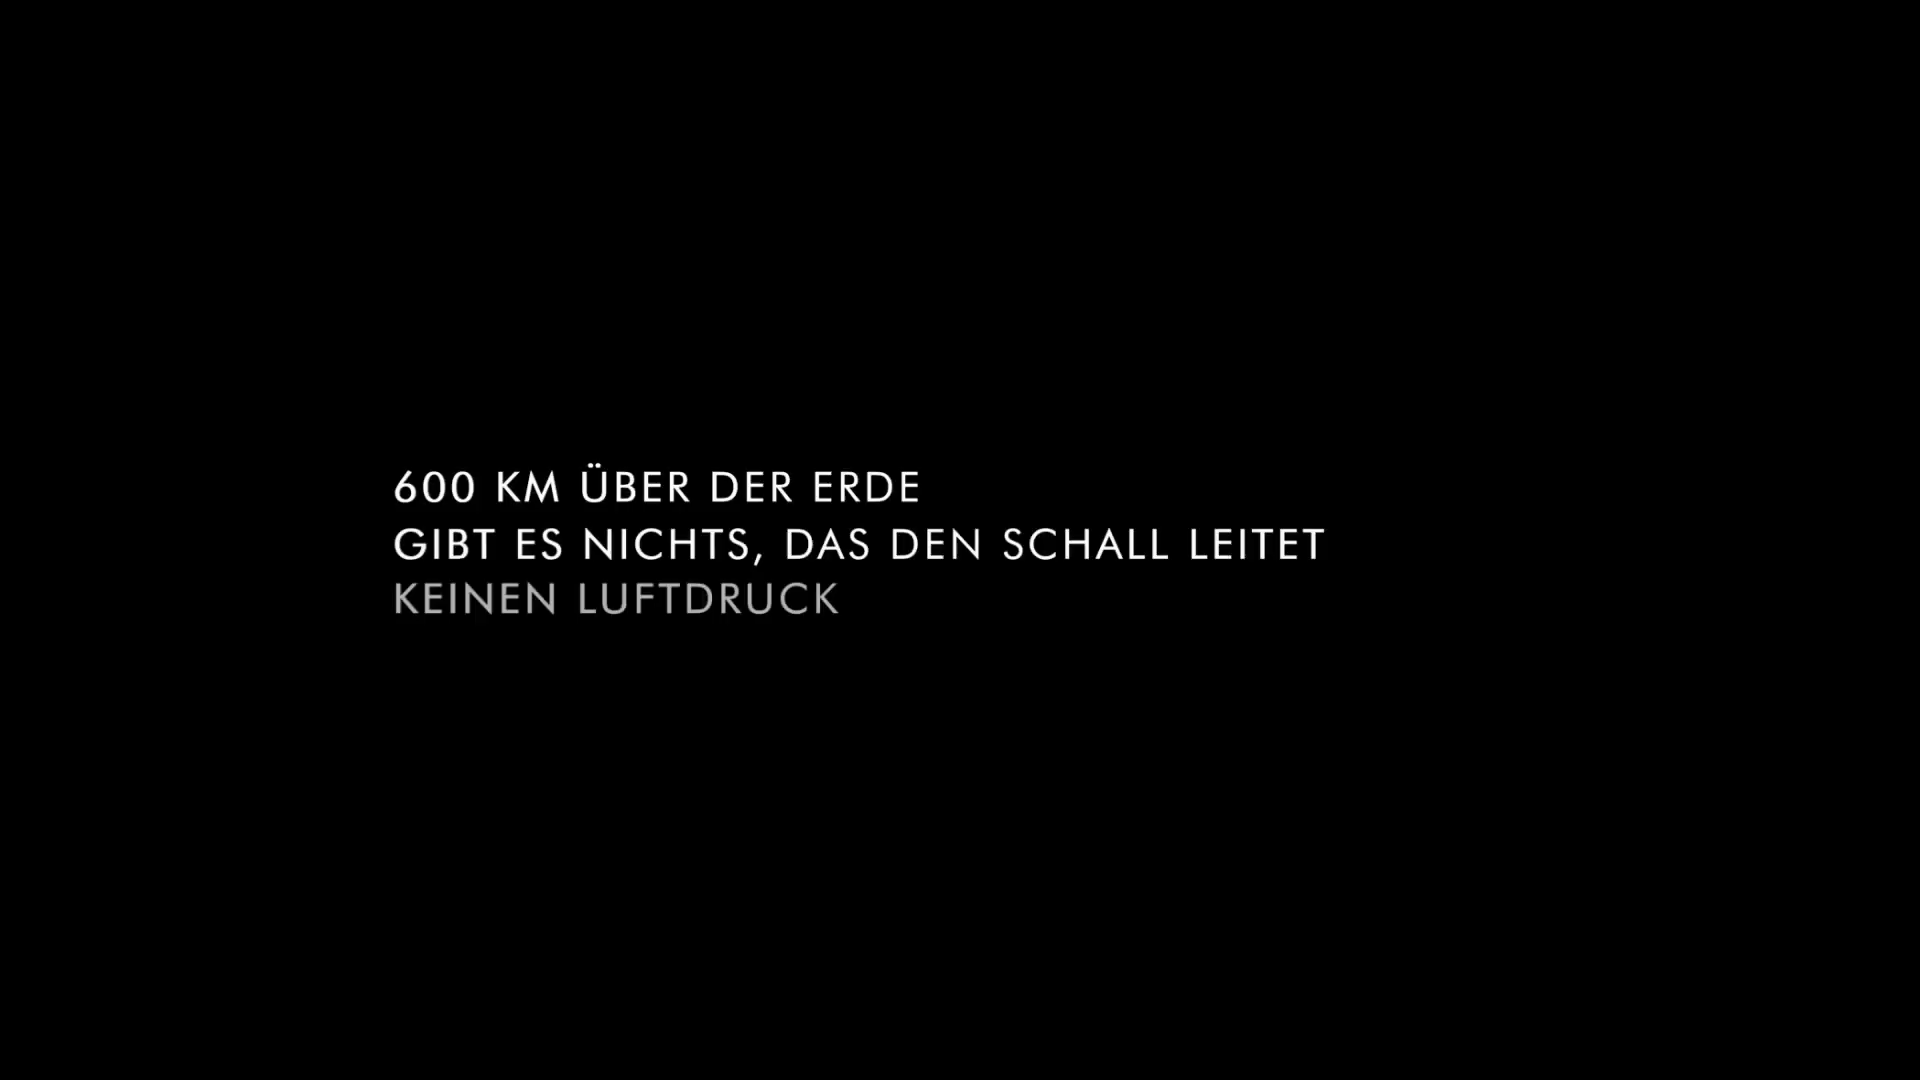 600 KM ÜBER DER ERDE
GIBT ES NICHTS, DAS DEN SCHALL LEITET
KEINEN LUFTDRUCK